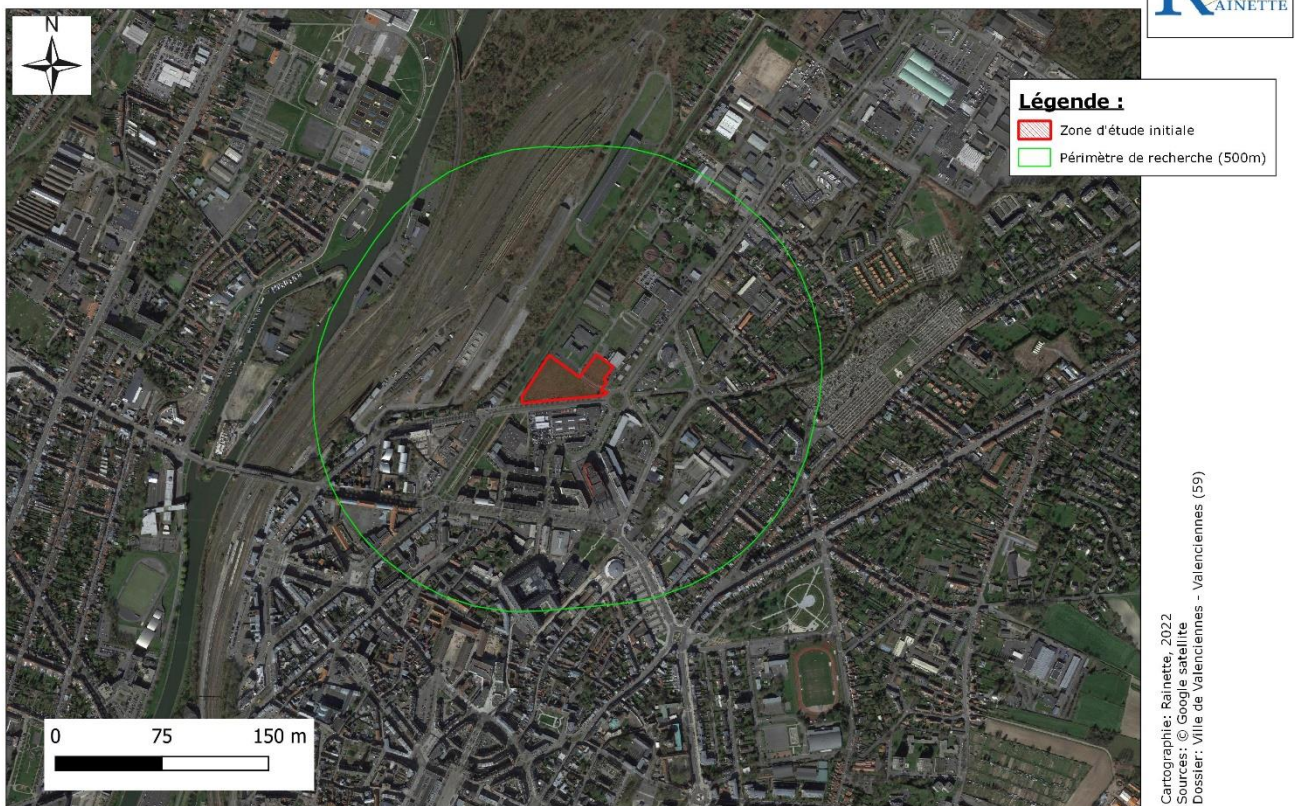 N
AINETTE
Légende :
Zone d'étude initiale
Périmètre de recherche (500m)
0 75 150 m
Cartographie: Rainette, 2022
Sources: © Google satellite
Dossier: Ville de Valenciennes - Valenciennes (59)